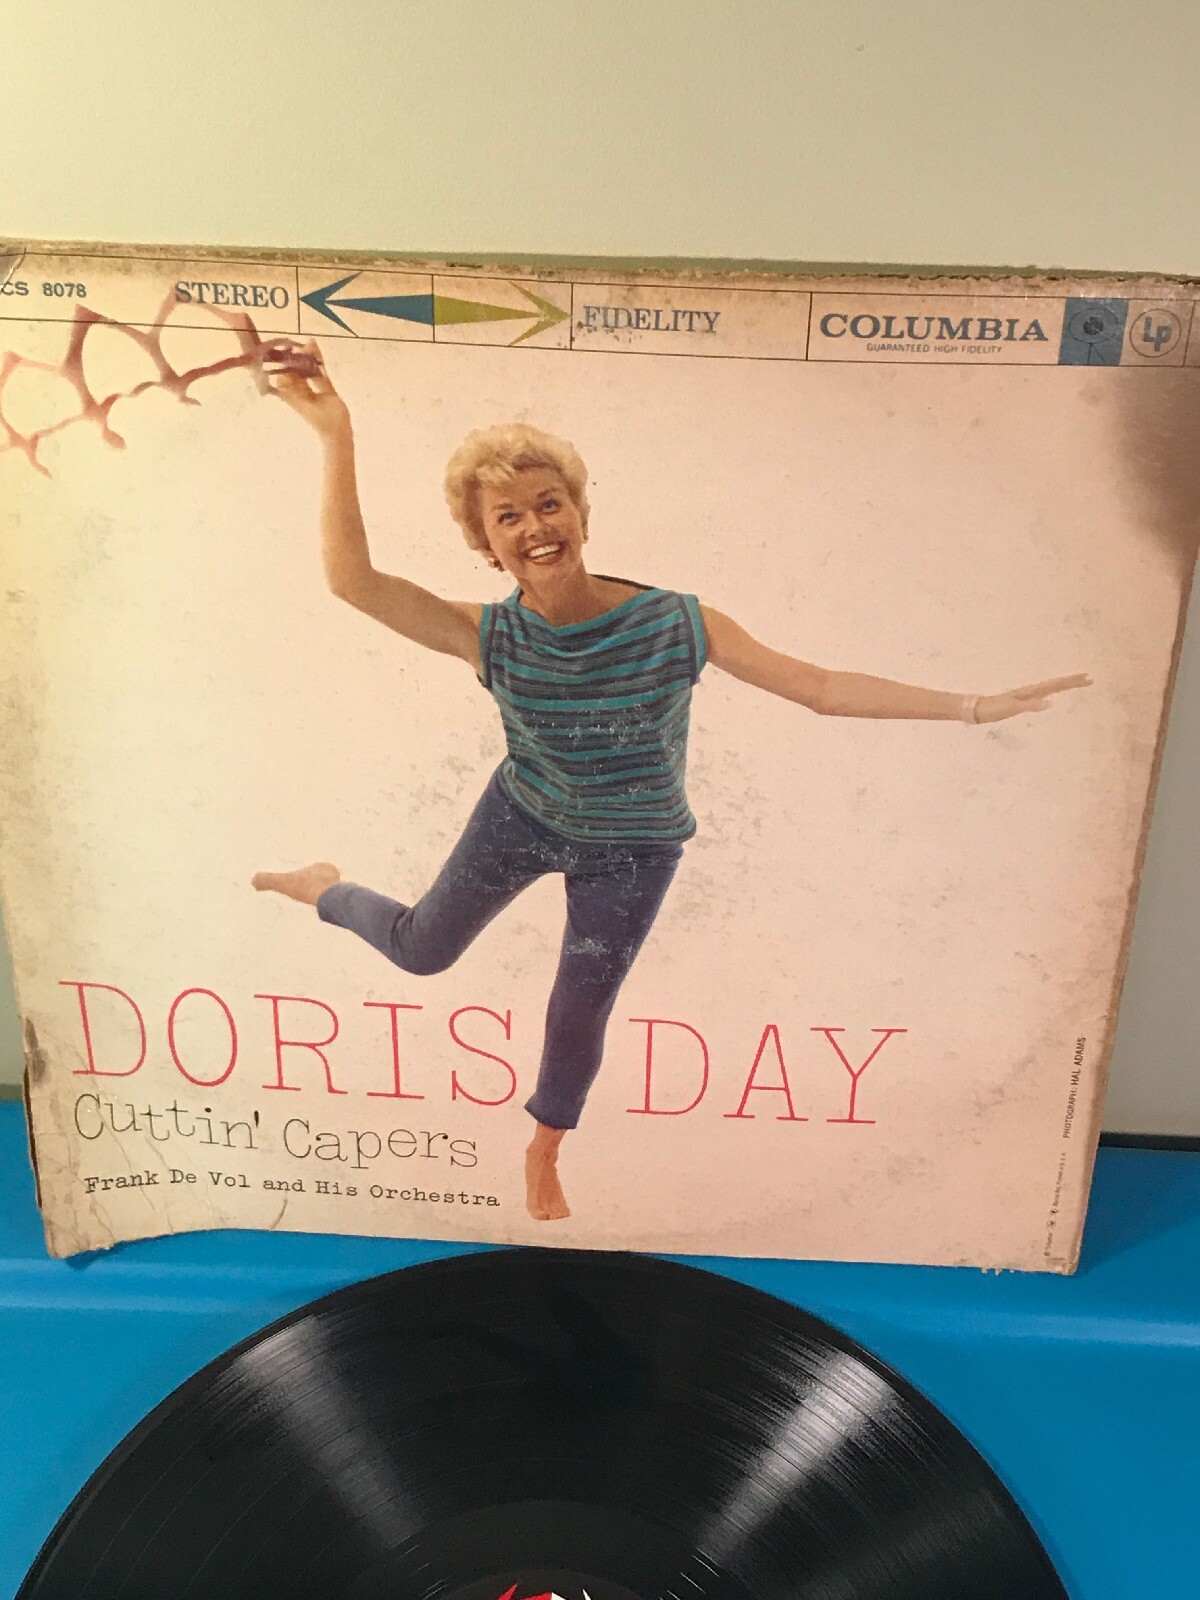 CS 8078
STEREO
FIDELITY
COLUMBIA
GUARANTEED HIGH FIDELITY
Lp
DORIS DAY
Cuttin' Capers
Frank De Vol and His Orchestra
PHOTOGRAPH: HAL ADAMS